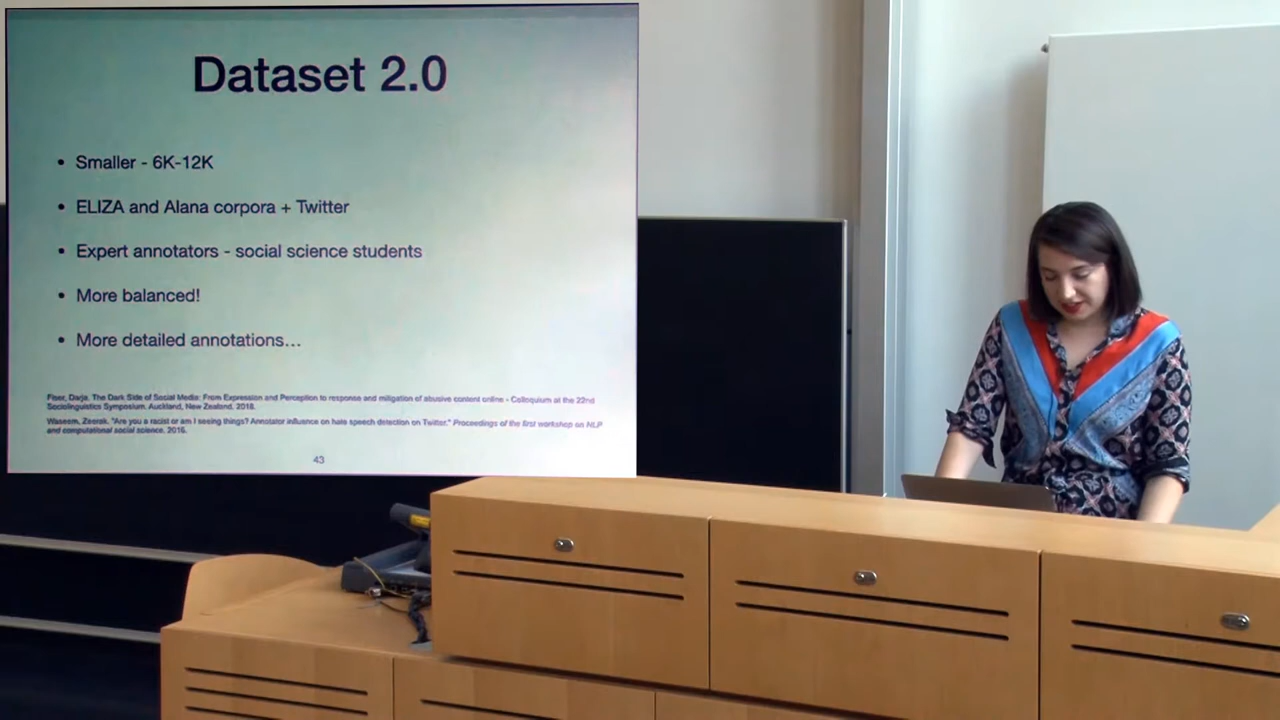 Dataset 2.0
• Smaller - 6K-12K
• ELIZA and Alana corpora + Twitter
• Expert annotators - social science students
• More balanced!
• More detailed annotations…
Fiser, Darja. The Dark Side of Social Media: From Expression and Perception to response and mitigation of abusive content online - Colloquium at the 22nd
Sociolinguistics Symposium. Auckland, New Zealand. 2018.
Waseem, Zeerak. "Are you a racist or am I seeing things? Annotator influence on hate speech detection on Twitter." Proceedings of the first workshop on NLP
and computational social science. 2016.
43